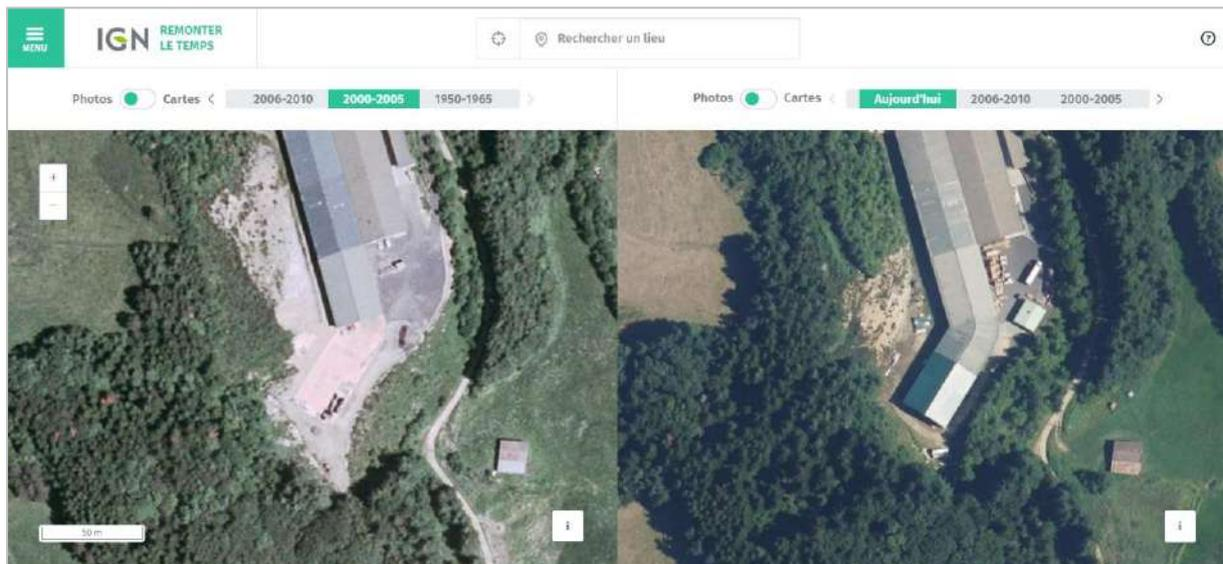 MENU
IGN REMONTER
LE TEMPS
Rechercher un lieu
?
Photos Cartes < 2006-2010 2000-2005 1950-1965 >
Photos Cartes < Aujourd'hui 2006-2010 2000-2005 >
+
−
50 m
i
i